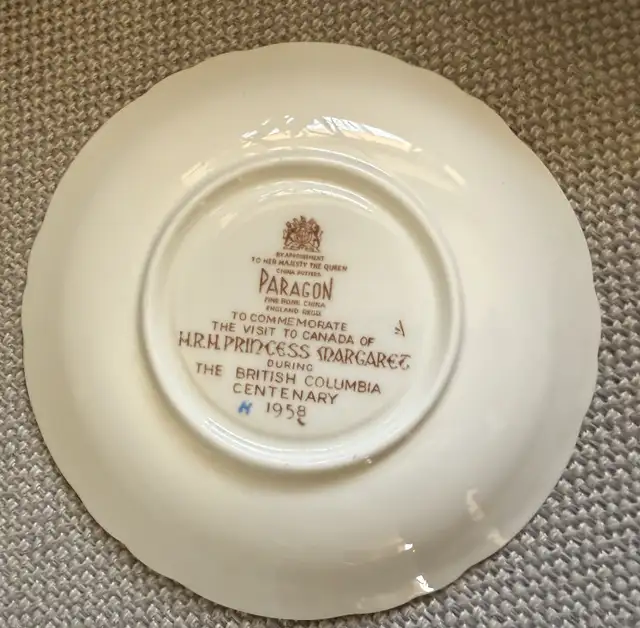 BY APPOINTMENT
TO HER MAJESTY THE QUEEN
CHINA POTTERS
PARAGON
FINE BONE CHINA
ENGLAND REGD.
TO COMMEMORATE
THE VISIT TO CANADA OF
H.R.H. PRINCESS MARGARET
DURING
THE BRITISH COLUMBIA
CENTENARY
H 1958